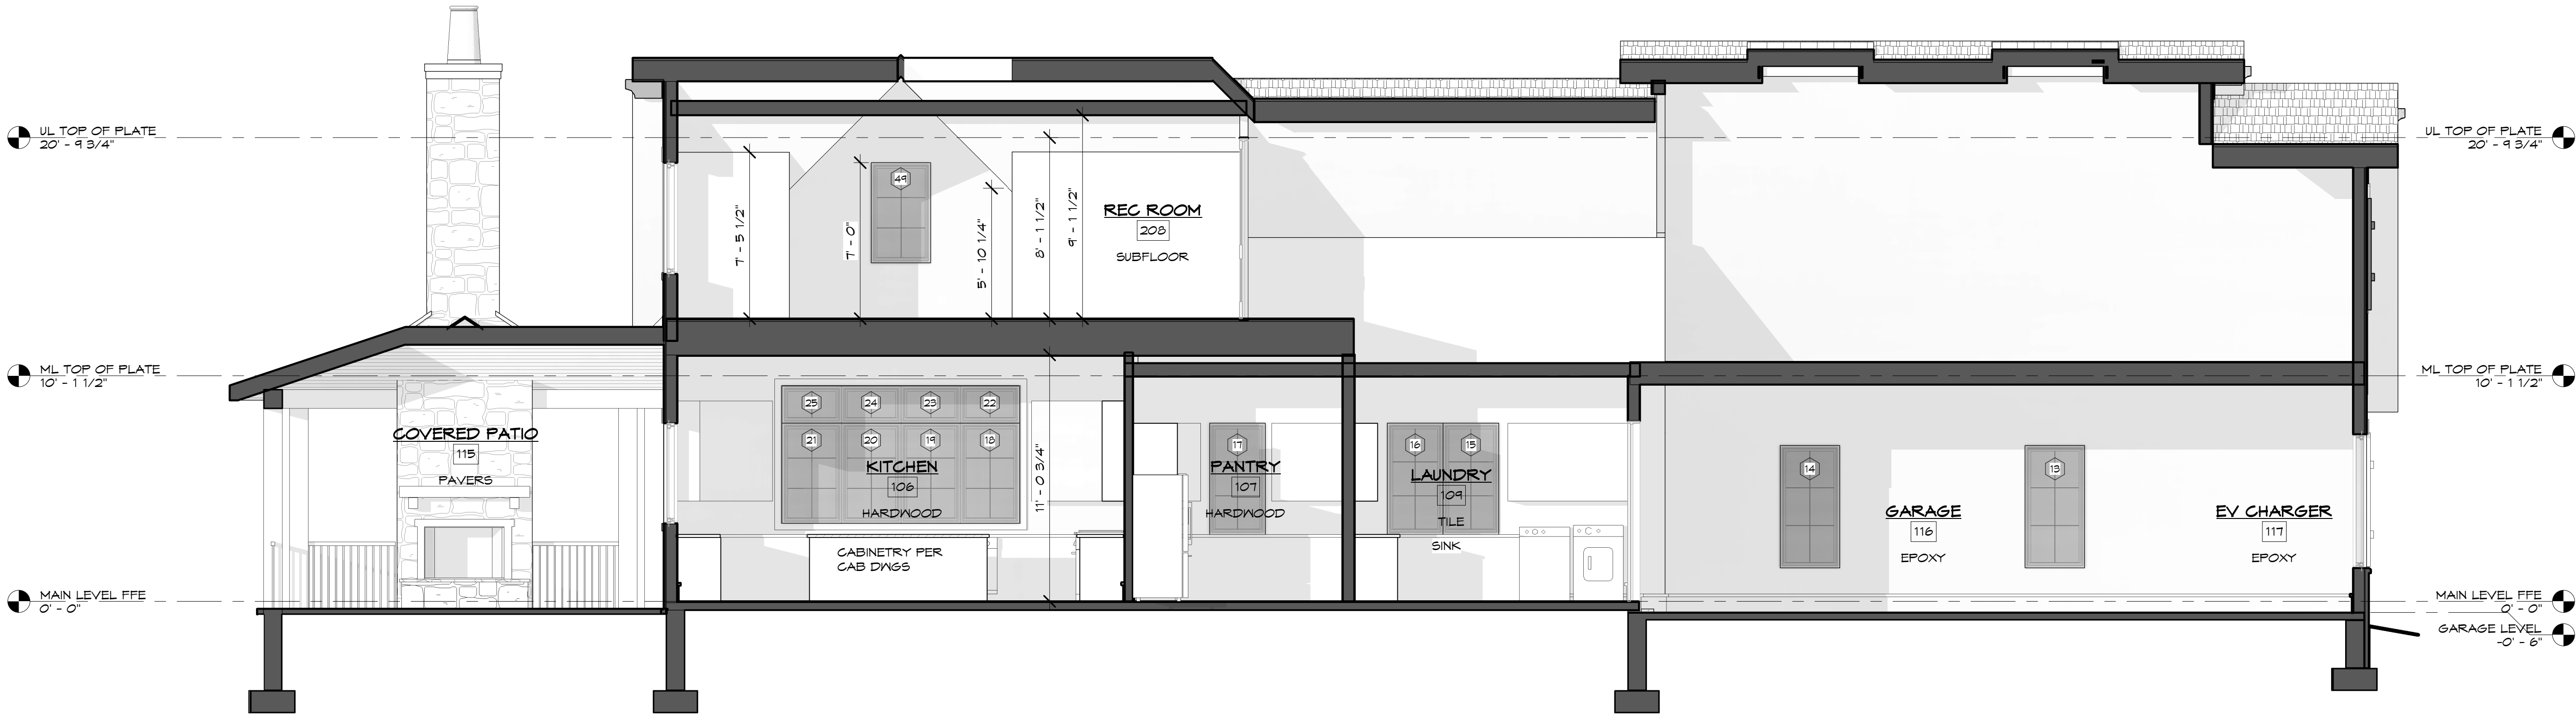 UL TOP OF PLATE
20' - 9 3/4"
UL TOP OF PLATE
20' - 9 3/4"
49
7' - 5 1/2"
7' - 0"
5' - 10 1/4"
8' - 1 1/2"
9' - 1 1/2"
REC ROOM
208
SUBFLOOR
ML TOP OF PLATE
10' - 1 1/2"
ML TOP OF PLATE
10' - 1 1/2"
COVERED PATIO
115
PAVERS
25
24
23
22
21
20
19
18
KITCHEN
106
HARDWOOD
CABINETRY PER
CAB DWGS
11' - 0 3/4"
17
PANTRY
107
HARDWOOD
16
15
LAUNDRY
109
TILE
SINK
14
GARAGE
116
EPOXY
13
EV CHARGER
117
EPOXY
MAIN LEVEL FFE
0' - 0"
MAIN LEVEL FFE
0' - 0"
GARAGE LEVEL
-0' - 6"